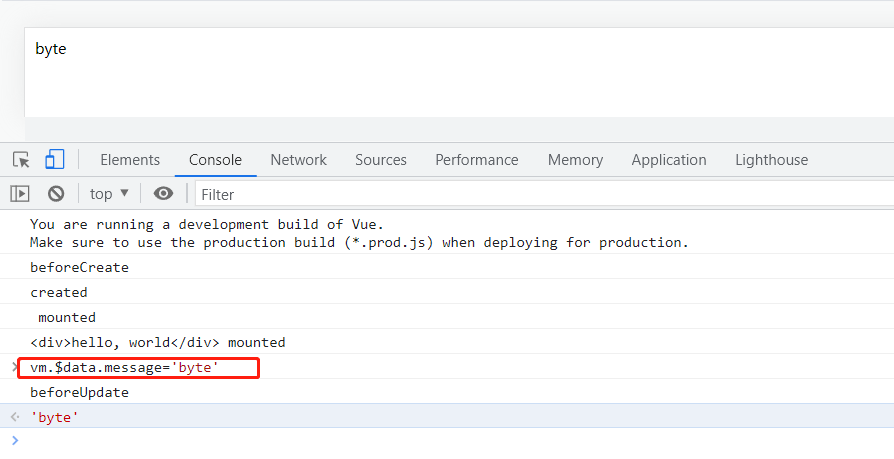 byte
Elements Console Network Sources Performance Memory Application Lighthouse
top ▼ Filter
You are running a development build of Vue.
Make sure to use the production build (*.prod.js) when deploying for production.
beforeCreate
created
mounted
<div>hello, world</div> mounted
vm.$data.message='byte'
beforeUpdate
'byte'